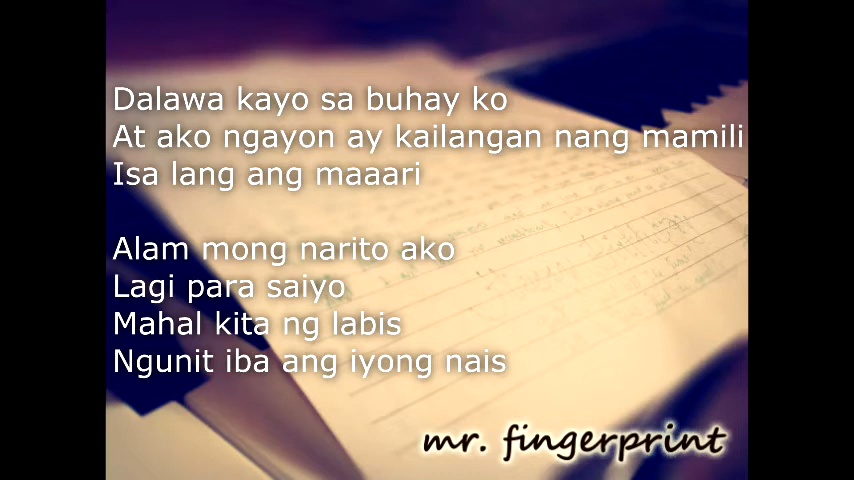 Dalawa kayo sa buhay ko
At ako ngayon ay kailangan nang mamili
Isa lang ang maaari
Alam mong narito ako
Lagi para saiyo
Mahal kita ng labis
Ngunit iba ang iyong nais
mr. fingerprint